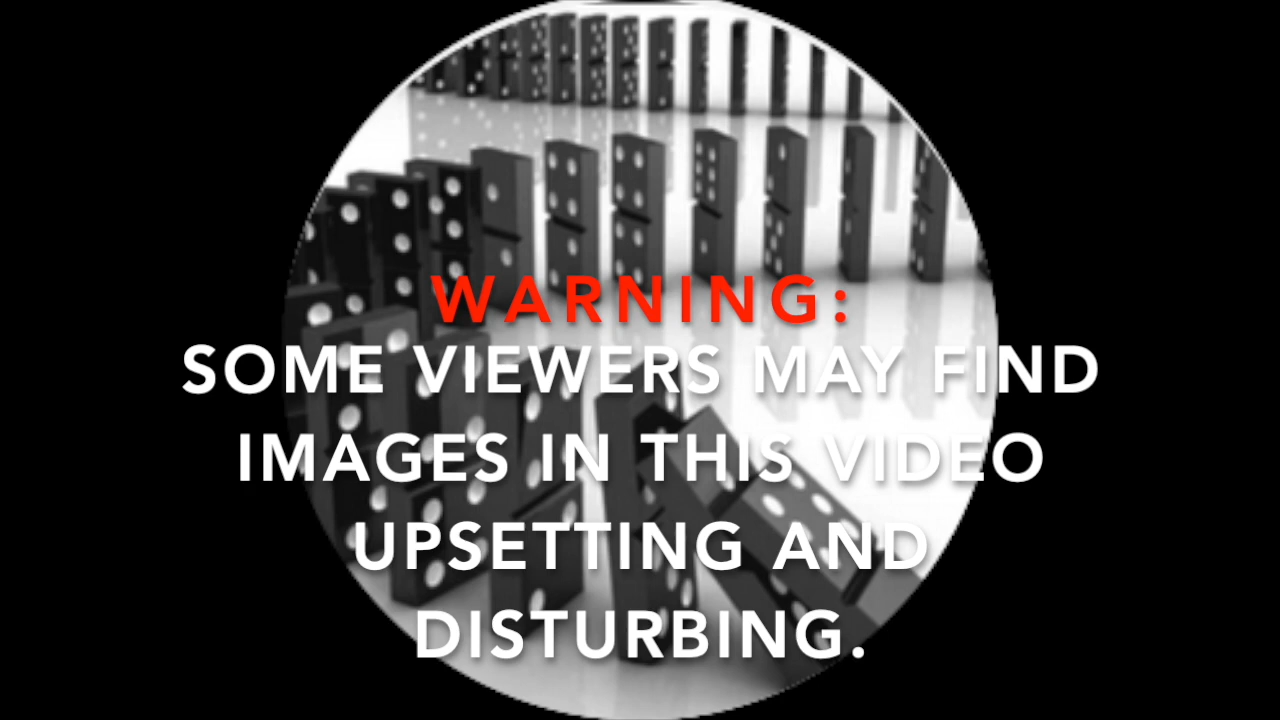 WARNING:
SOME VIEWERS MAY FIND
IMAGES IN THIS VIDEO
UPSETTING AND
DISTURBING.